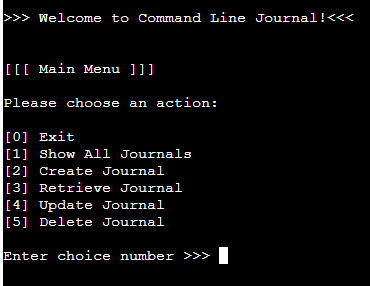 >>> Welcome to Command Line Journal!<<<
[[[ Main Menu ]]]
Please choose an action:
[0] Exit
[1] Show All Journals
[2] Create Journal
[3] Retrieve Journal
[4] Update Journal
[5] Delete Journal
Enter choice number >>>